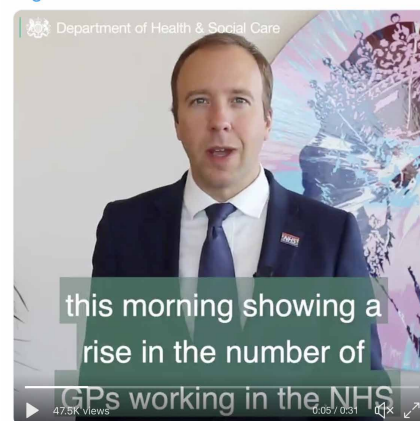 Department of Health & Social Care
NHS
this morning showing a
rise in the number of
GPs working in the NHS
47.5K views
0:05 / 0:31